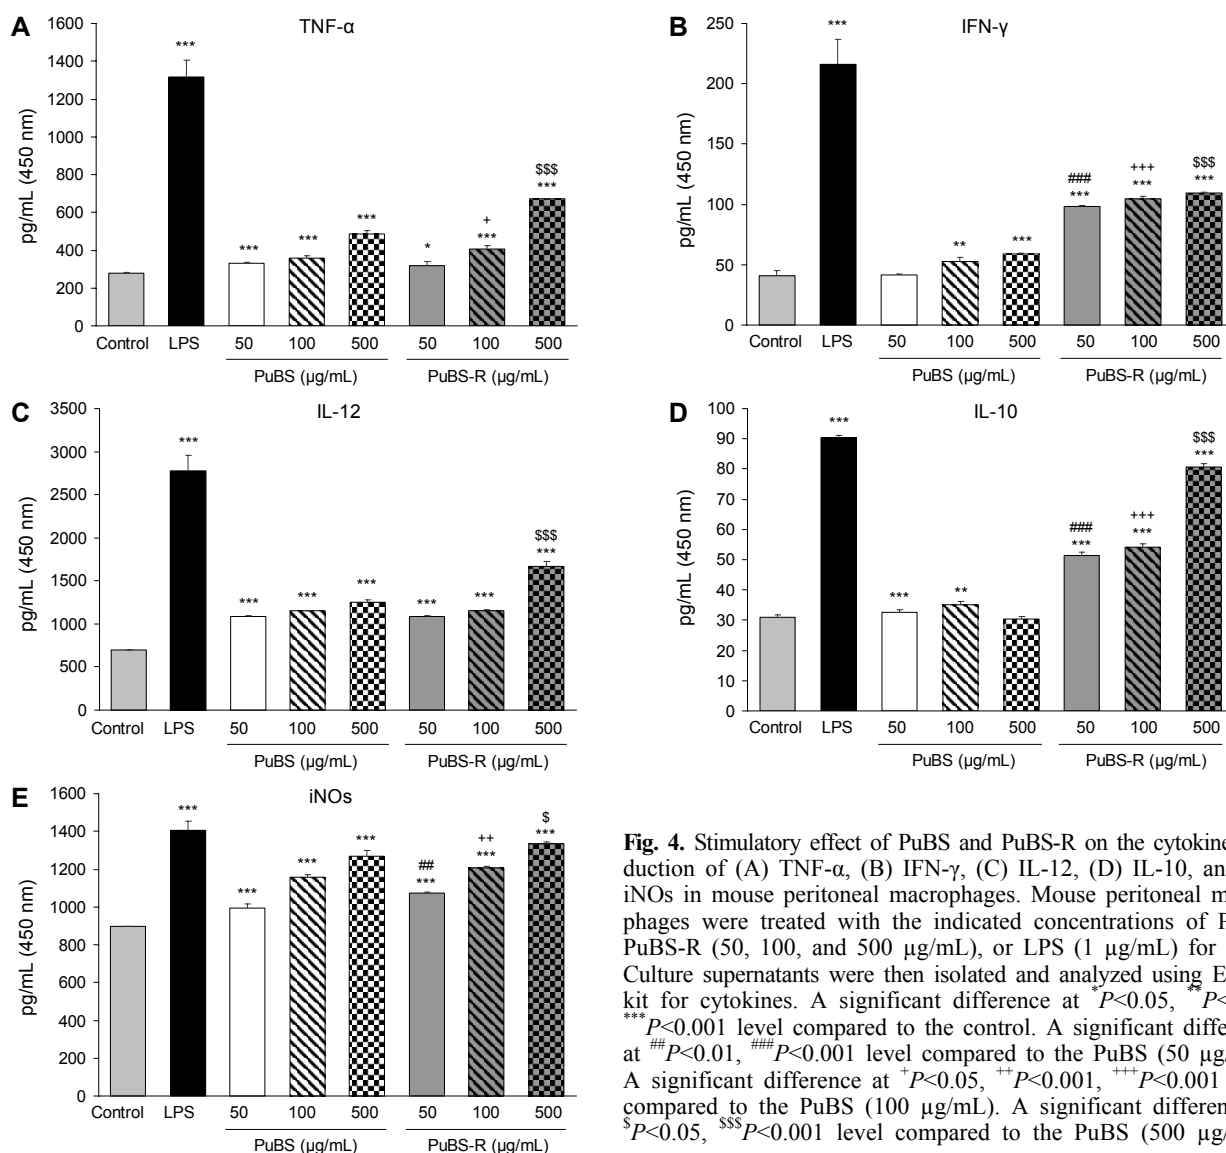 A
TNF-α
pg/mL (450 nm)
1600
1400
1200
1000
800
600
400
200
0
***
***
***
***
*
+
***
$$$
***
Control LPS 50 100 500 50 100 500
PuBS (µg/mL) PuBS-R (µg/mL)
B
IFN-γ
pg/mL (450 nm)
250
200
150
100
50
0
***
**
***
###
***
+++
***
$$$
***
Control LPS 50 100 500 50 100 500
PuBS (µg/mL) PuBS-R (µg/mL)
C
IL-12
pg/mL (450 nm)
3500
3000
2500
2000
1500
1000
500
0
***
***
***
***
***
***
$$$
***
Control LPS 50 100 500 50 100 500
PuBS (µg/mL) PuBS-R (µg/mL)
D
IL-10
pg/mL (450 nm)
100
90
80
70
60
50
40
30
20
10
0
***
***
**
###
***
+++
***
$$$
***
Control LPS 50 100 500 50 100 500
PuBS (µg/mL) PuBS-R (µg/mL)
E
iNOs
pg/mL (450 nm)
1600
1400
1200
1000
800
600
400
200
0
***
***
***
***
##
***
++
***
$
***
Control LPS 50 100 500 50 100 500
PuBS (µg/mL) PuBS-R (µg/mL)
Fig. 4. Stimulatory effect of PuBS and PuBS-R on the cytokine
duction of (A) TNF-α, (B) IFN-γ, (C) IL-12, (D) IL-10, an
iNOs in mouse peritoneal macrophages. Mouse peritoneal m
phages were treated with the indicated concentrations of P
PuBS-R (50, 100, and 500 µg/mL), or LPS (1 µg/mL) for
Culture supernatants were then isolated and analyzed using E
kit for cytokines. A significant difference at *P<0.05, **P<
***P<0.001 level compared to the control. A significant diffe
at ##P<0.01, ###P<0.001 level compared to the PuBS (50 µg/
A significant difference at +P<0.05, ++P<0.001, +++P<0.001
compared to the PuBS (100 µg/mL). A significant differen
$P<0.05, $$$P<0.001 level compared to the PuBS (500 µg/